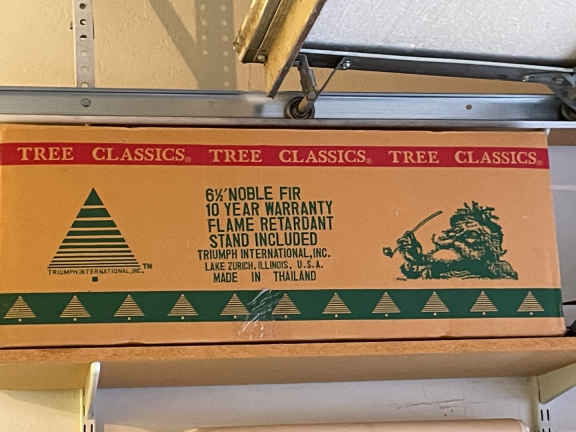 TREE CLASSICS® TREE CLASSICS® TREE CLASSICS®
6½' NOBLE FIR
10 YEAR WARRANTY
FLAME RETARDANT
STAND INCLUDED
TRIUMPH INTERNATIONAL, INC.
LAKE ZURICH, ILLINOIS, U.S.A.
MADE IN THAILAND
TRIUMPH INTERNATIONAL, INC.™